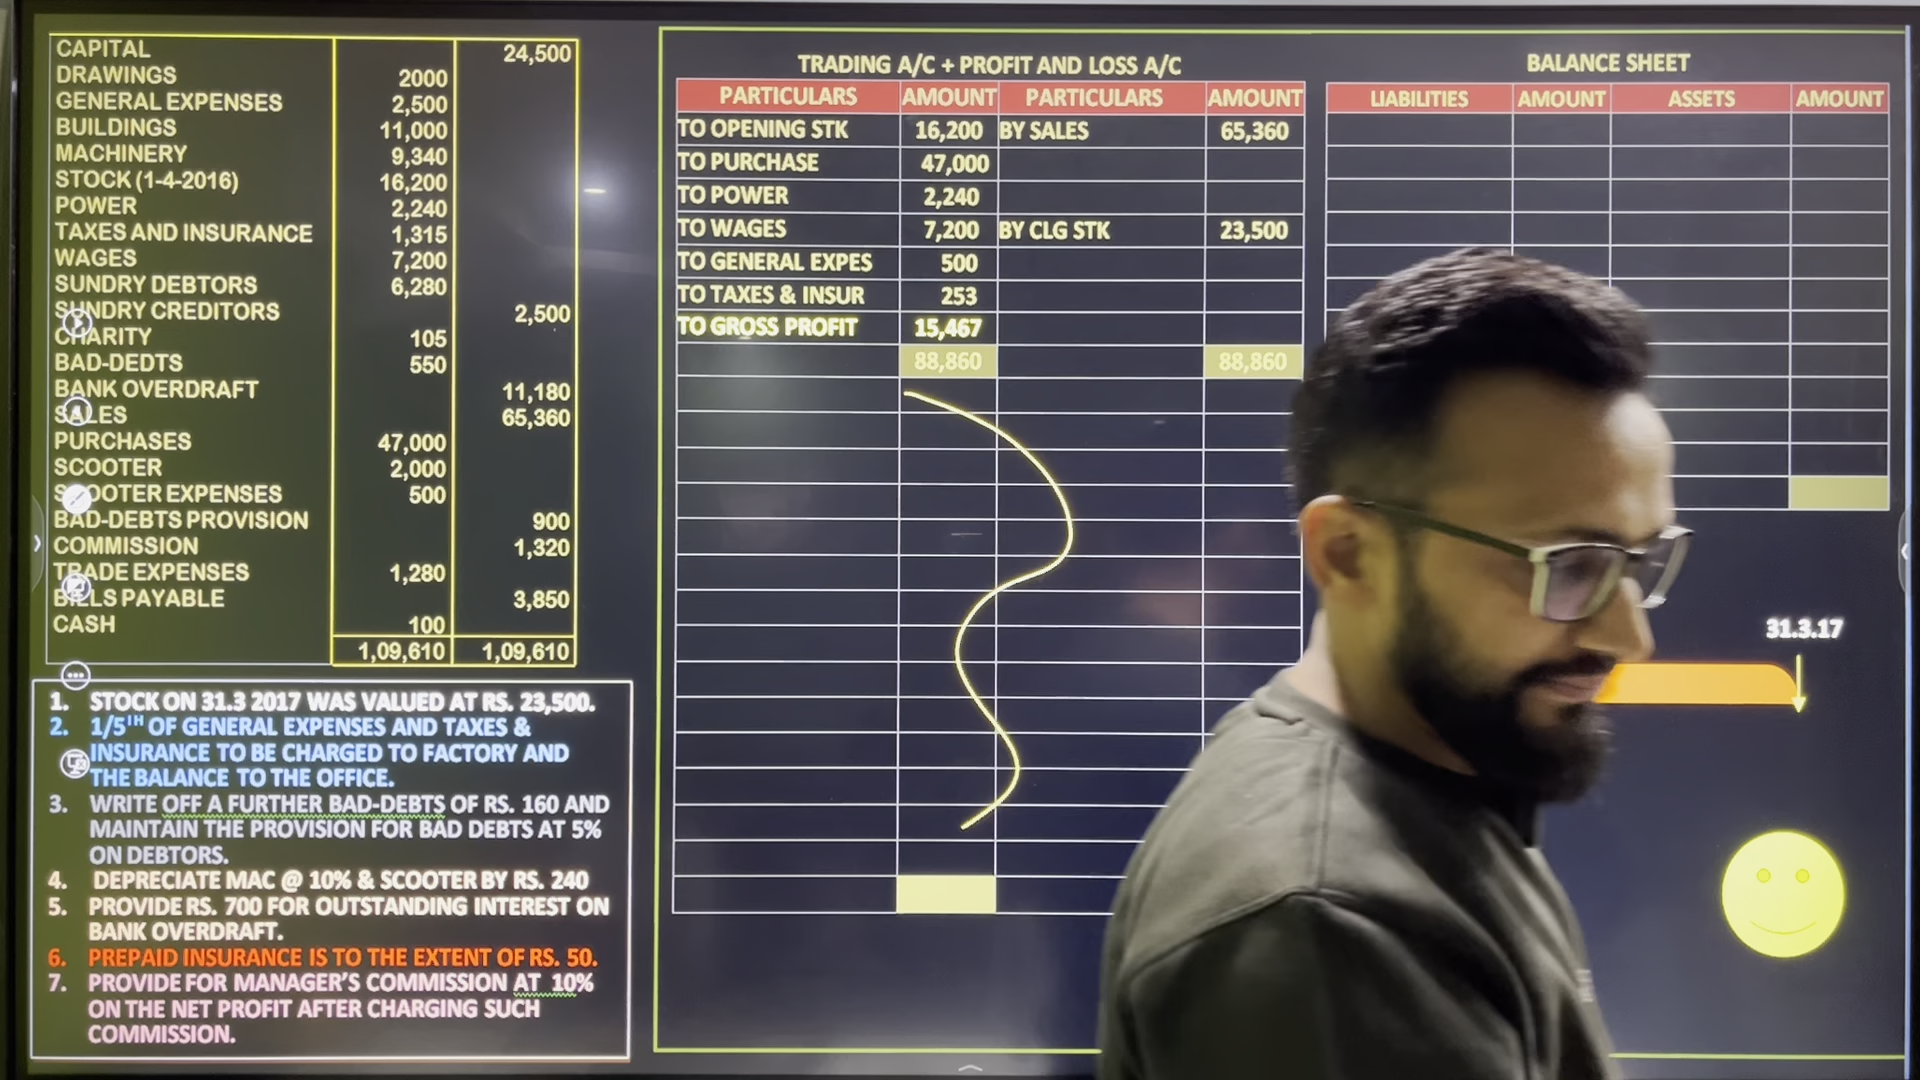 CAPITAL 24,500
DRAWINGS 2000
GENERAL EXPENSES 2,500
BUILDINGS 11,000
MACHINERY 9,340
STOCK (1-4-2016) 16,200
POWER 2,240
TAXES AND INSURANCE 1,315
WAGES 7,200
SUNDRY DEBTORS 6,280
SUNDRY CREDITORS 2,500
CHARITY 105
BAD-DEDTS 550
BANK OVERDRAFT 11,180
SALES 65,360
PURCHASES 47,000
SCOOTER 2,000
SCOOTER EXPENSES 500
BAD-DEBTS PROVISION 900
COMMISSION 1,320
TRADE EXPENSES 1,280
BILLS PAYABLE 3,850
CASH 100
1,09,610 1,09,610
1. STOCK ON 31.3 2017 WAS VALUED AT RS. 23,500.
2. 1/5TH OF GENERAL EXPENSES AND TAXES &
INSURANCE TO BE CHARGED TO FACTORY AND
THE BALANCE TO THE OFFICE.
3. WRITE OFF A FURTHER BAD-DEBTS OF RS. 160 AND
MAINTAIN THE PROVISION FOR BAD DEBTS AT 5%
ON DEBTORS.
4. DEPRECIATE MAC @ 10% & SCOOTER BY RS. 240
5. PROVIDE RS. 700 FOR OUTSTANDING INTEREST ON
BANK OVERDRAFT.
6. PREPAID INSURANCE IS TO THE EXTENT OF RS. 50.
7. PROVIDE FOR MANAGER'S COMMISSION AT 10%
ON THE NET PROFIT AFTER CHARGING SUCH
COMMISSION.
TRADING A/C + PROFIT AND LOSS A/C
PARTICULARS AMOUNT PARTICULARS AMOUNT
TO OPENING STK 16,200 BY SALES 65,360
TO PURCHASE 47,000
TO POWER 2,240
TO WAGES 7,200 BY CLG STK 23,500
TO GENERAL EXPES 500
TO TAXES & INSUR 253
TO GROSS PROFIT 15,467
88,860 88,860
BALANCE SHEET
LIABILITIES AMOUNT ASSETS AMOUNT
31.3.17